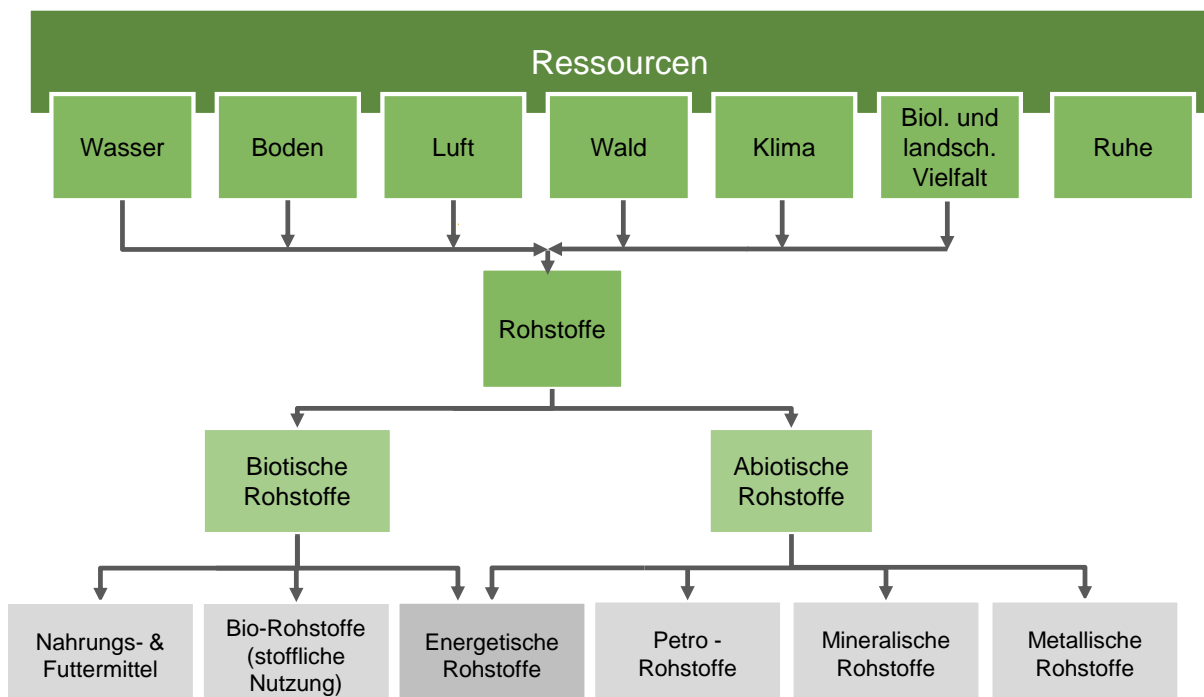 Ressourcen
Wasser
Boden
Luft
Wald
Klima
Biol. und
landsch.
Vielfalt
Ruhe
Rohstoffe
Biotische
Rohstoffe
Abiotische
Rohstoffe
Nahrungs- &
Futtermittel
Bio-Rohstoffe
(stoffliche
Nutzung)
Energetische
Rohstoffe
Petro -
Rohstoffe
Mineralische
Rohstoffe
Metallische
Rohstoffe